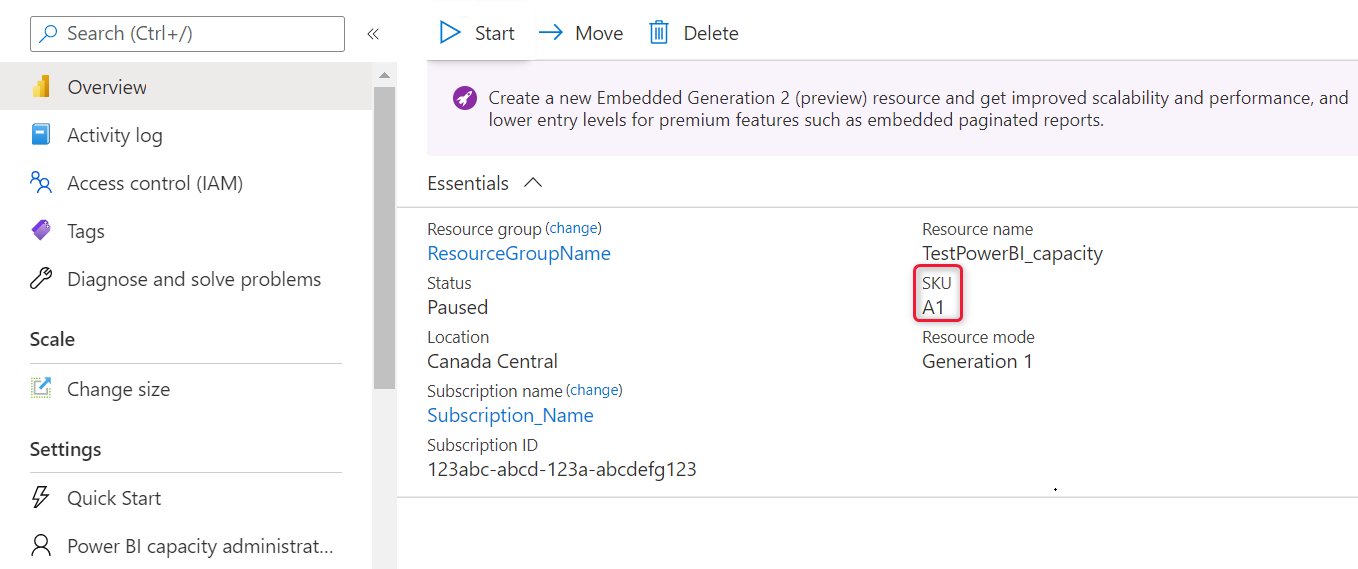 Search (Ctrl+/)
«
Overview
Activity log
Access control (IAM)
Tags
Diagnose and solve problems
Scale
Change size
Settings
Quick Start
Power BI capacity administrat...
Start
Move
Delete
Create a new Embedded Generation 2 (preview) resource and get improved scalability and performance, and
lower entry levels for premium features such as embedded paginated reports.
Essentials
Resource group (change)
ResourceGroupName
Status
Paused
Location
Canada Central
Subscription name (change)
Subscription_Name
Subscription ID
123abc-abcd-123a-abcdefg123
Resource name
TestPowerBI_capacity
SKU
A1
Resource mode
Generation 1